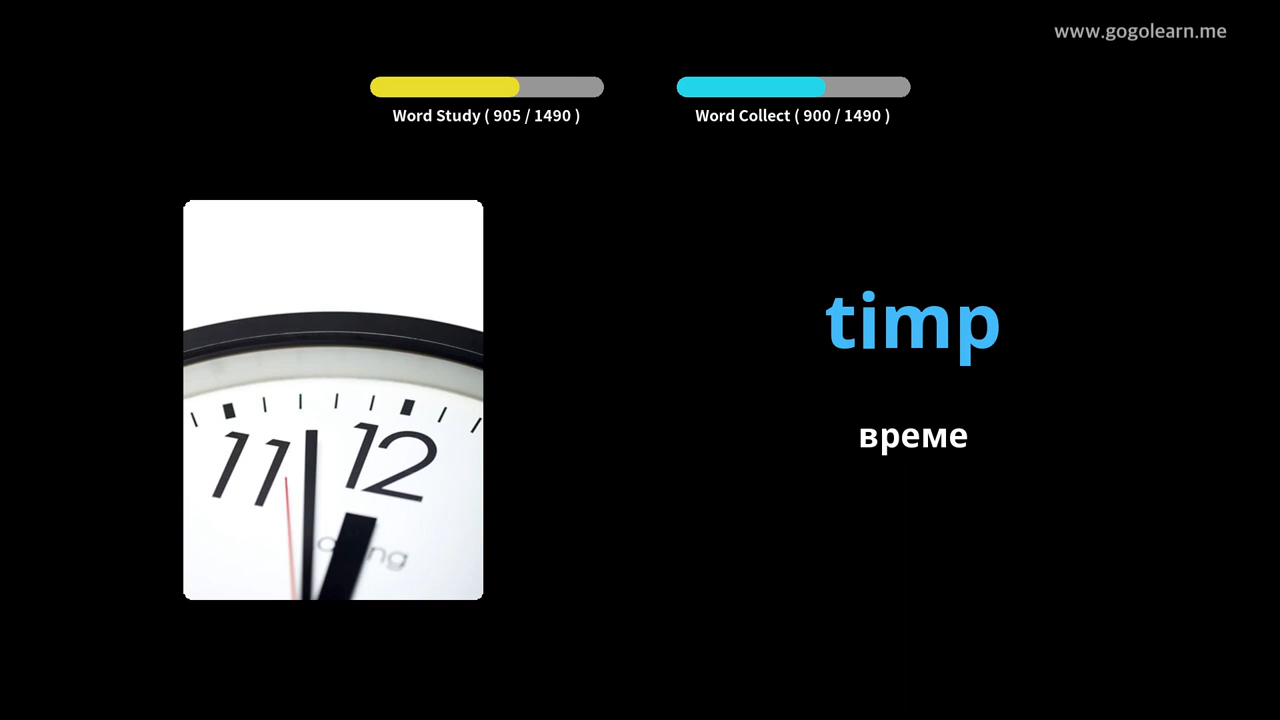 www.gogolearn.me
Word Study ( 905 / 1490 )
Word Collect ( 900 / 1490 )
11
12
timp
време